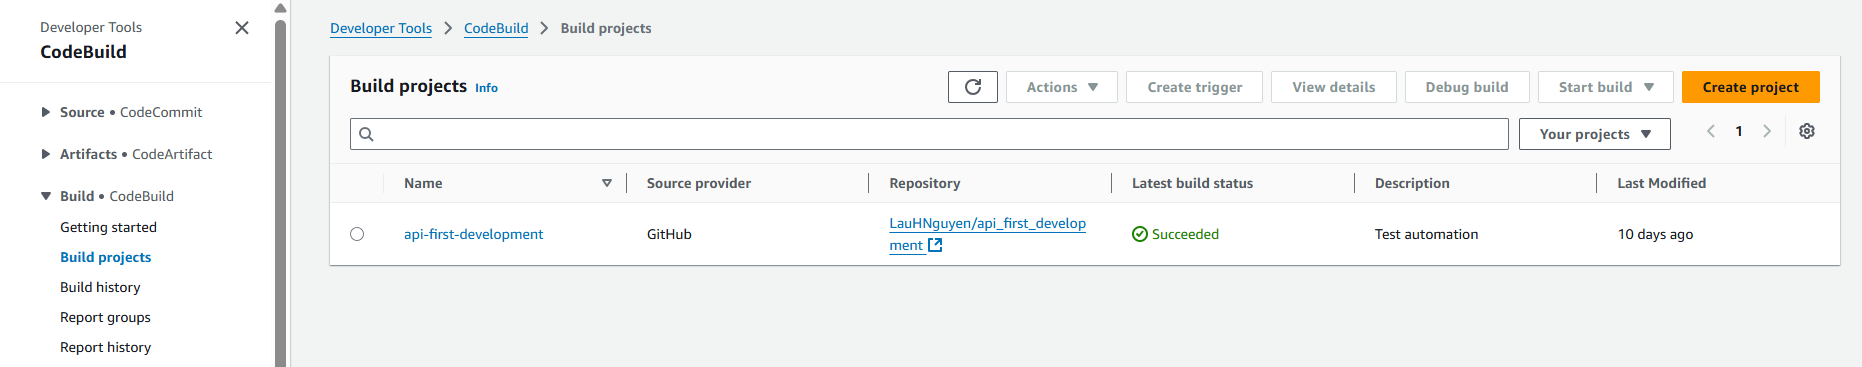 Developer Tools
CodeBuild
Source • CodeCommit
Artifacts • CodeArtifact
Build • CodeBuild
Getting started
Build projects
Build history
Report groups
Report history
Developer Tools > CodeBuild > Build projects
Build projects Info
Actions Create trigger View details Debug build Start build Create project
Your projects 1
Name Source provider Repository Latest build status Description Last Modified
api-first-development GitHub LauHNguyen/api_first_develop Succeeded Test automation 10 days ago
ment